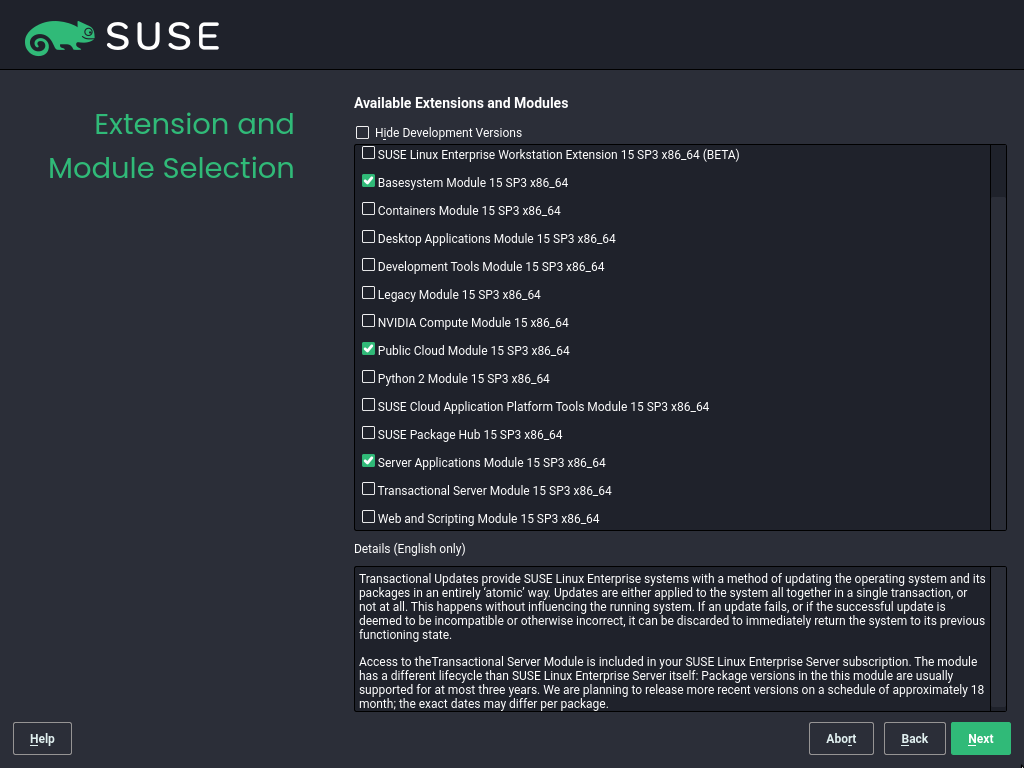 SUSE
Extension and
Module Selection
Available Extensions and Modules
Hide Development Versions
SUSE Linux Enterprise Workstation Extension 15 SP3 x86_64 (BETA)
Basesystem Module 15 SP3 x86_64
Containers Module 15 SP3 x86_64
Desktop Applications Module 15 SP3 x86_64
Development Tools Module 15 SP3 x86_64
Legacy Module 15 SP3 x86_64
NVIDIA Compute Module 15 x86_64
Public Cloud Module 15 SP3 x86_64
Python 2 Module 15 SP3 x86_64
SUSE Cloud Application Platform Tools Module 15 SP3 x86_64
SUSE Package Hub 15 SP3 x86_64
Server Applications Module 15 SP3 x86_64
Transactional Server Module 15 SP3 x86_64
Web and Scripting Module 15 SP3 x86_64
Details (English only)
Transactional Updates provide SUSE Linux Enterprise systems with a method of updating the operating system and its
packages in an entirely 'atomic' way. Updates are either applied to the system all together in a single transaction, or
not at all. This happens without influencing the running system. If an update fails, or if the successful update is
deemed to be incompatible or otherwise incorrect, it can be discarded to immediately return the system to its previous
functioning state.
Access to theTransactional Server Module is included in your SUSE Linux Enterprise Server subscription. The module
has a different lifecycle than SUSE Linux Enterprise Server itself: Package versions in the this module are usually
supported for at most three years. We are planning to release more recent versions on a schedule of approximately 18
month; the exact dates may differ per package.
Help
Abort
Back
Next